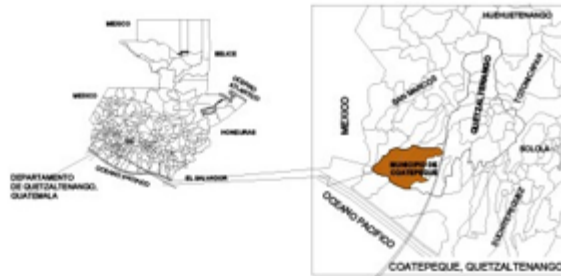 MEXICO
BELICE
OCEANO
ATLANTICO
MEXICO
HONDURAS
OCEANO PACIFICO
EL SALVADOR
DEPARTAMENTO
DE QUETZALTENANGO,
GUATEMALA
HUEHUETENANGO
SAN MARCOS
QUETZALTENANGO
TOTONICAPAN
MEXICO
SOLOLA
MUNICIPIO DE
COATEPEQUE
SUCHITEPEQUEZ
OCEANO PACIFICO
COATEPEQUE, QUETZALTENANGO